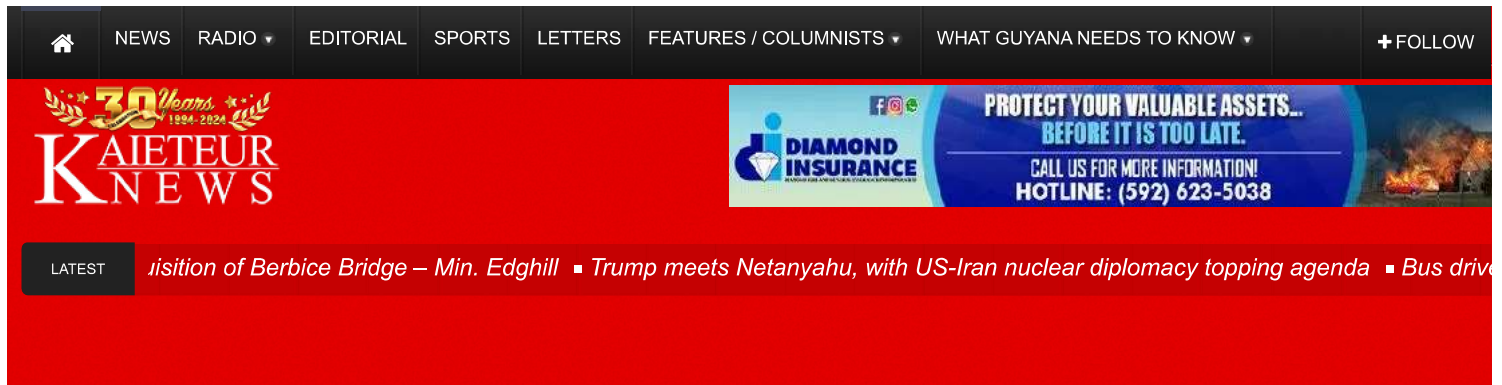 NEWS RADIO EDITORIAL SPORTS LETTERS FEATURES / COLUMNISTS WHAT GUYANA NEEDS TO KNOW +FOLLOW
30 Years
1994-2024
KAIETEUR
NEWS
DIAMOND
INSURANCE
PROTECT YOUR VALUABLE ASSETS...
BEFORE IT IS TOO LATE.
CALL US FOR MORE INFORMATION!
HOTLINE: (592) 623-5038
LATEST isition of Berbice Bridge – Min. Edghill ▪ Trump meets Netanyahu, with US-Iran nuclear diplomacy topping agenda ▪ Bus drive